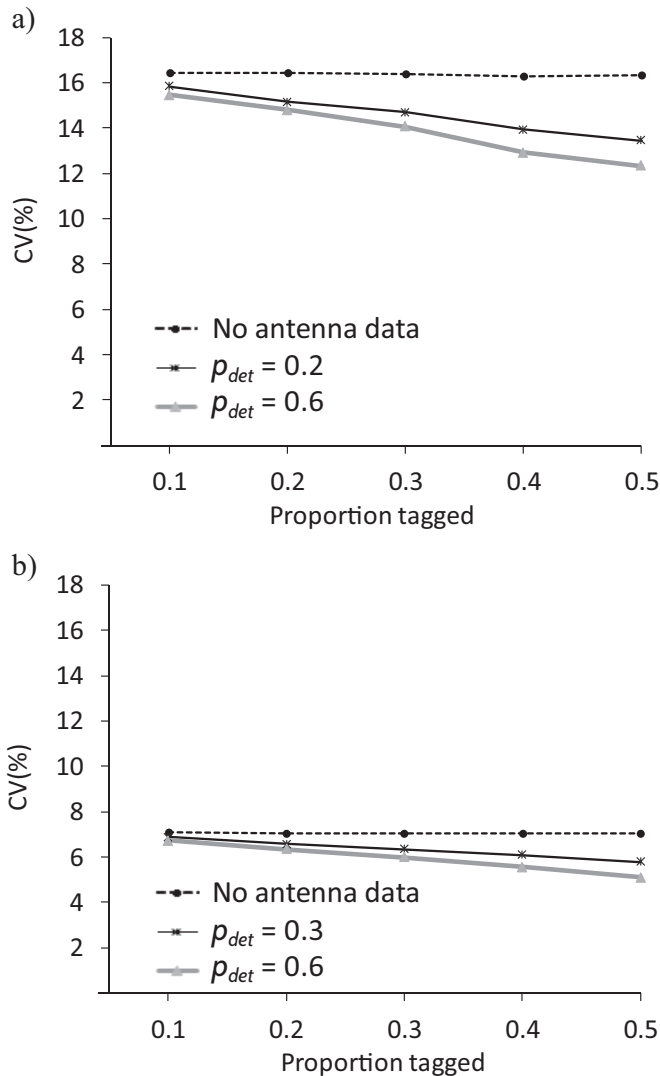 a)
18
16
14
12
10
8
6
4
2
CV(%)
No antenna data
p_det = 0.2
p_det = 0.6
0.1 0.2 0.3 0.4 0.5
Proportion tagged
b)
18
16
14
12
10
8
6
4
2
CV(%)
No antenna data
p_det = 0.3
p_det = 0.6
0.1 0.2 0.3 0.4 0.5
Proportion tagged